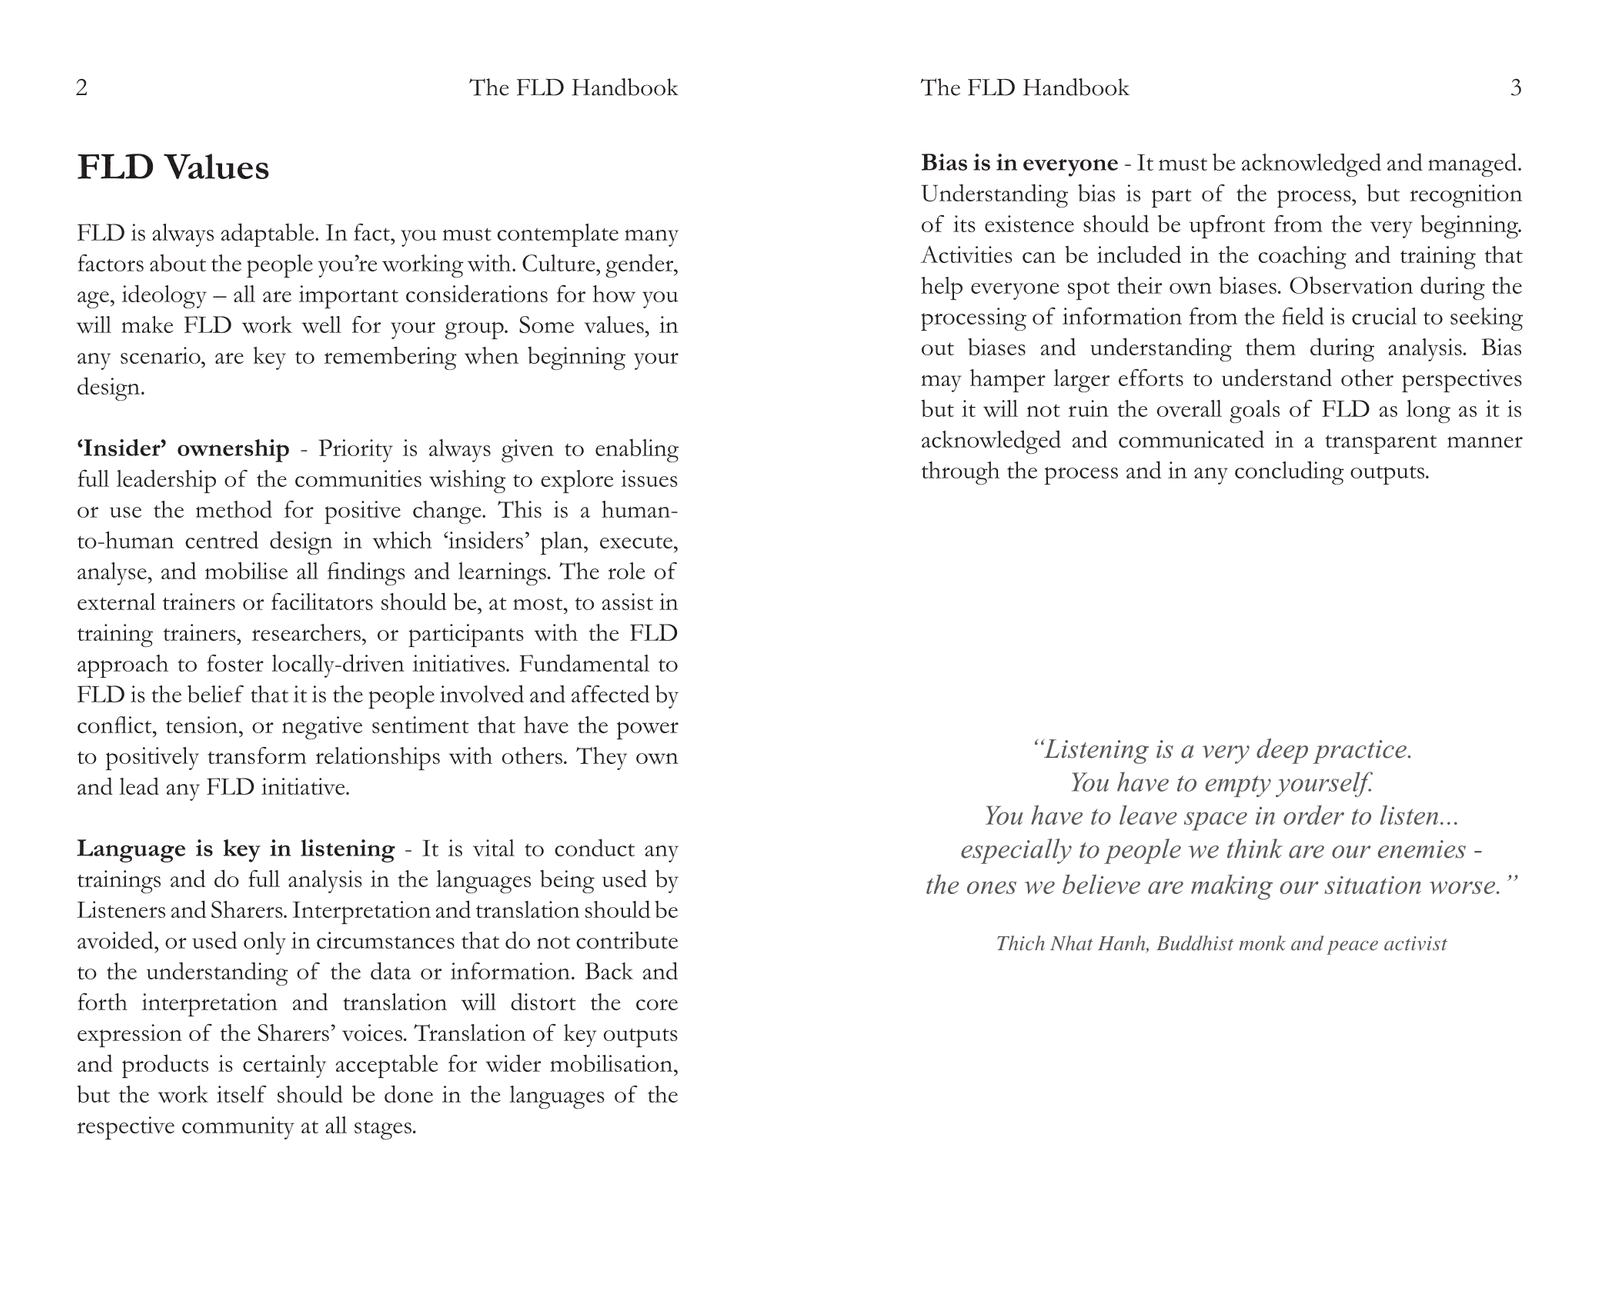 2
The FLD Handbook
FLD Values
FLD is always adaptable. In fact, you must contemplate many
factors about the people you’re working with. Culture, gender,
age, ideology – all are important considerations for how you
will make FLD work well for your group. Some values, in
any scenario, are key to remembering when beginning your
design.
‘Insider’ ownership - Priority is always given to enabling
full leadership of the communities wishing to explore issues
or use the method for positive change. This is a human-
to-human centred design in which ‘insiders’ plan, execute,
analyse, and mobilise all findings and learnings. The role of
external trainers or facilitators should be, at most, to assist in
training trainers, researchers, or participants with the FLD
approach to foster locally-driven initiatives. Fundamental to
FLD is the belief that it is the people involved and affected by
conflict, tension, or negative sentiment that have the power
to positively transform relationships with others. They own
and lead any FLD initiative.
Language is key in listening - It is vital to conduct any
trainings and do full analysis in the languages being used by
Listeners and Sharers. Interpretation and translation should be
avoided, or used only in circumstances that do not contribute
to the understanding of the data or information. Back and
forth interpretation and translation will distort the core
expression of the Sharers’ voices. Translation of key outputs
and products is certainly acceptable for wider mobilisation,
but the work itself should be done in the languages of the
respective community at all stages.
The FLD Handbook
3
Bias is in everyone - It must be acknowledged and managed.
Understanding bias is part of the process, but recognition
of its existence should be upfront from the very beginning.
Activities can be included in the coaching and training that
help everyone spot their own biases. Observation during the
processing of information from the field is crucial to seeking
out biases and understanding them during analysis. Bias
may hamper larger efforts to understand other perspectives
but it will not ruin the overall goals of FLD as long as it is
acknowledged and communicated in a transparent manner
through the process and in any concluding outputs.
“Listening is a very deep practice.
You have to empty yourself.
You have to leave space in order to listen...
especially to people we think are our enemies -
the ones we believe are making our situation worse.”
Thich Nhat Hanh, Buddhist monk and peace activist